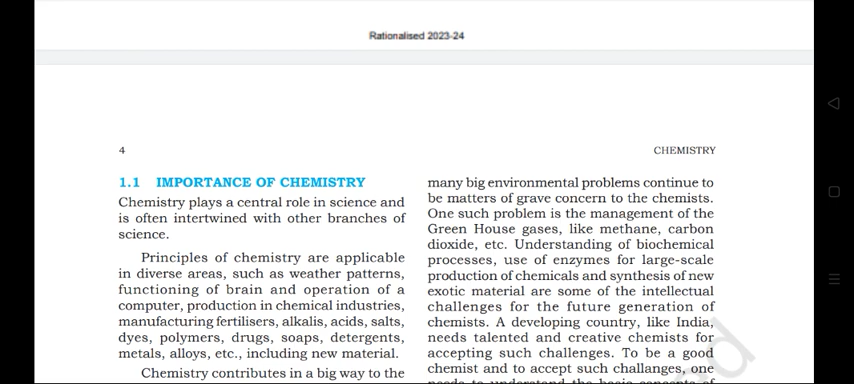 Rationalised 2023-24
4
CHEMISTRY
1.1 IMPORTANCE OF CHEMISTRY
Chemistry plays a central role in science and
is often intertwined with other branches of
science.
Principles of chemistry are applicable
in diverse areas, such as weather patterns,
functioning of brain and operation of a
computer, production in chemical industries,
manufacturing fertilisers, alkalis, acids, salts,
dyes, polymers, drugs, soaps, detergents,
metals, alloys, etc., including new material.
Chemistry contributes in a big way to the
many big environmental problems continue to
be matters of grave concern to the chemists.
One such problem is the management of the
Green House gases, like methane, carbon
dioxide, etc. Understanding of biochemical
processes, use of enzymes for large-scale
production of chemicals and synthesis of new
exotic material are some of the intellectual
challenges for the future generation of
chemists. A developing country, like India,
needs talented and creative chemists for
accepting such challenges. To be a good
chemist and to accept such challanges, one
needs to understand the basic concepts of